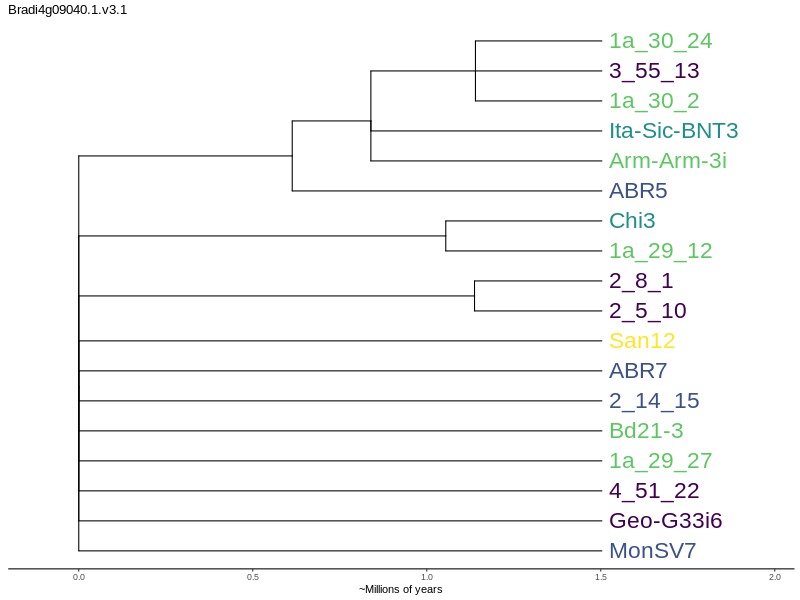 Bradi4g09040.1.v3.1
1a_30_24
3_55_13
1a_30_2
Ita-Sic-BNT3
Arm-Arm-3i
ABR5
Chi3
1a_29_12
2_8_1
2_5_10
San12
ABR7
2_14_15
Bd21-3
1a_29_27
4_51_22
Geo-G33i6
MonSV7
0.0 0.5 1.0 1.5 2.0
~Millions of years